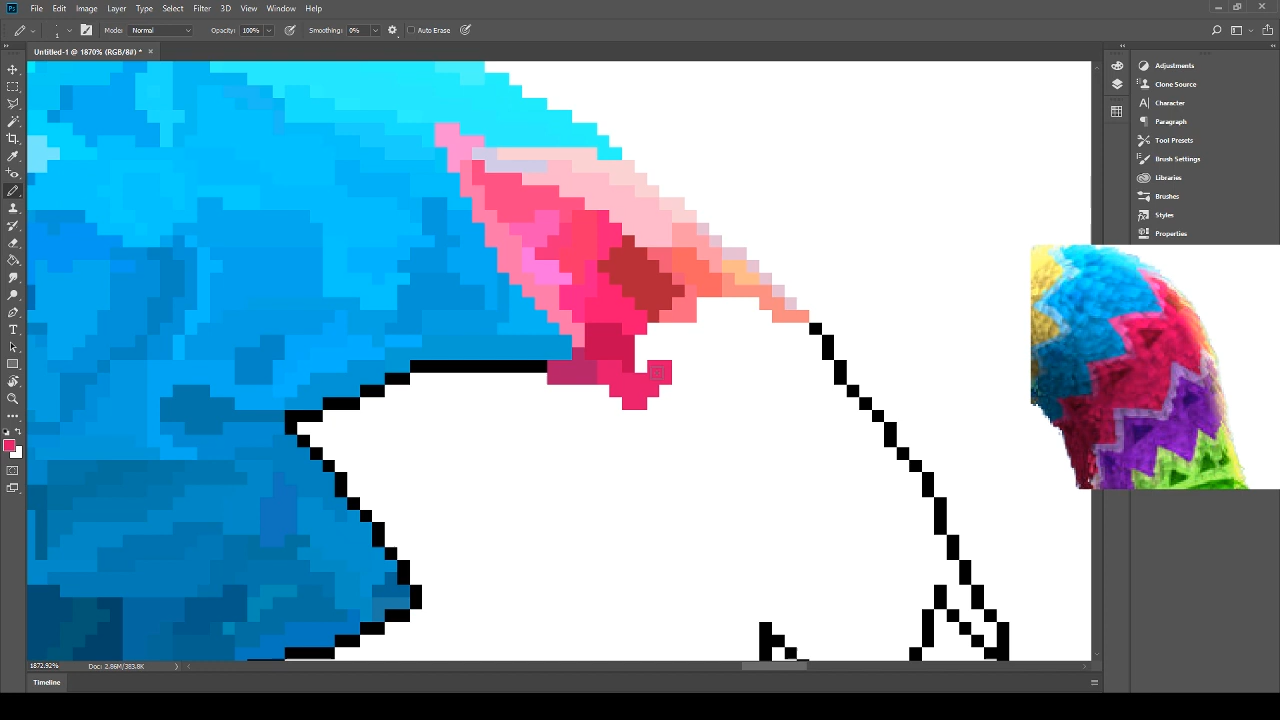 Ps File Edit Image Layer Type Select Filter 3D View Window Help
1 Mode: Normal Opacity: 100% Smoothing: 0% Auto Erase
Untitled-1 @ 1870% (RGB/8#) *
Adjustments
Clone Source
Character
Paragraph
Tool Presets
Brush Settings
Libraries
Brushes
Styles
Properties
1872.92% Doc: 2.86M/383.8K
Timeline